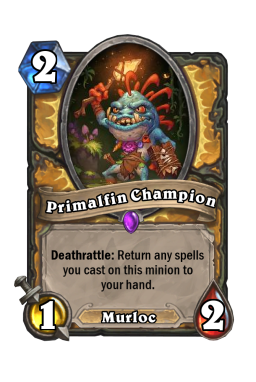 2
Primalfin Champion
Deathrattle: Return any spells
you cast on this minion to
your hand.
1
Murloc
2